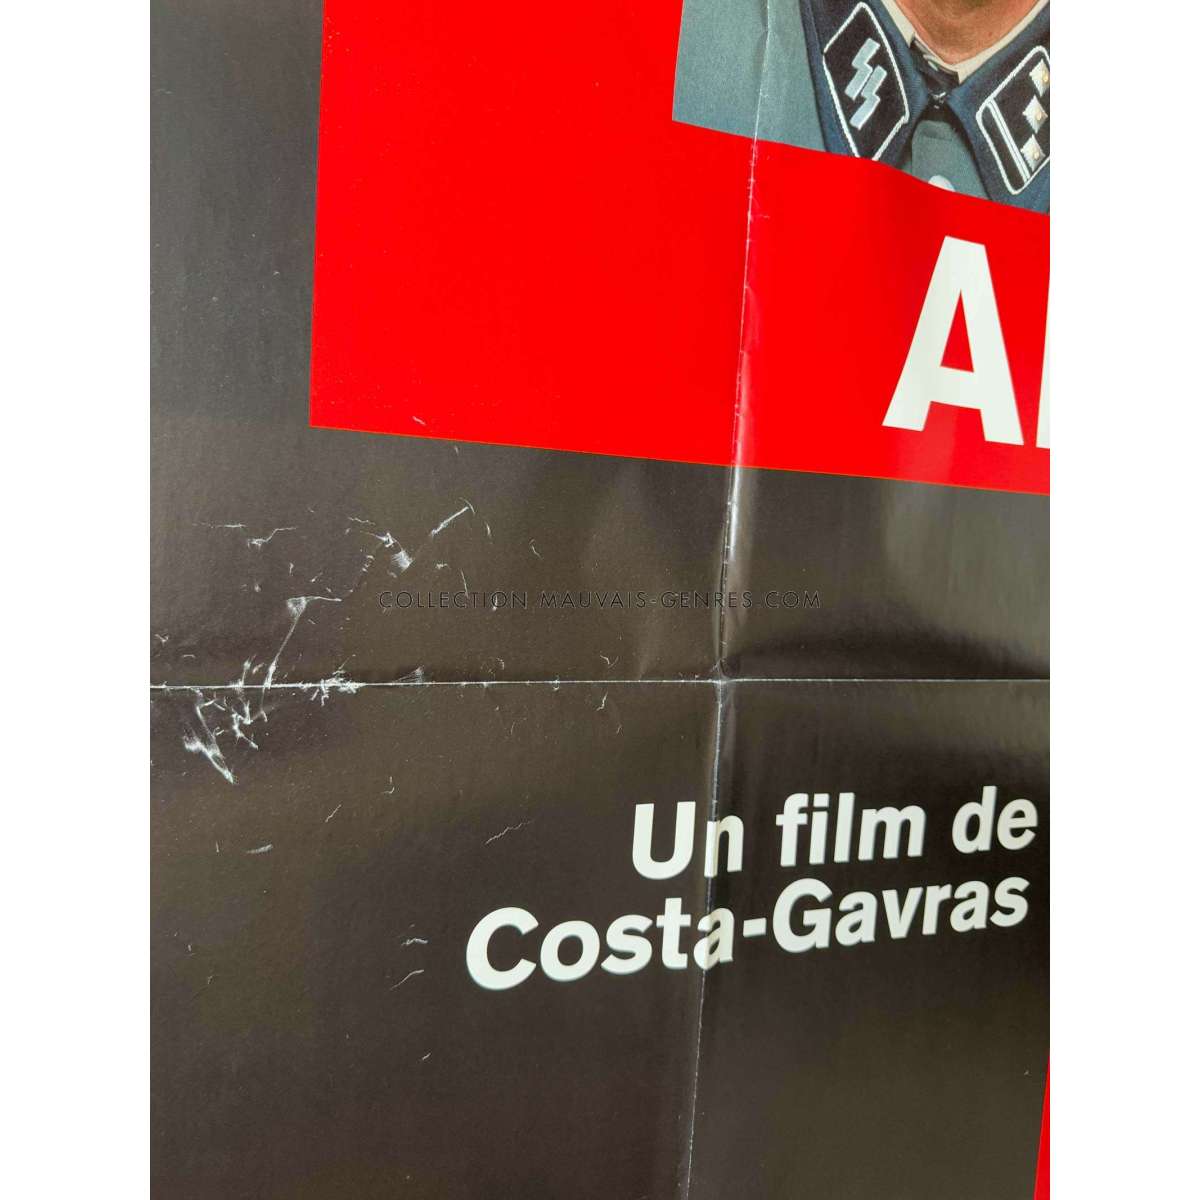 A
COLLECTION MAUVAIS-GENRES.COM
Un film de
Costa-Gavras